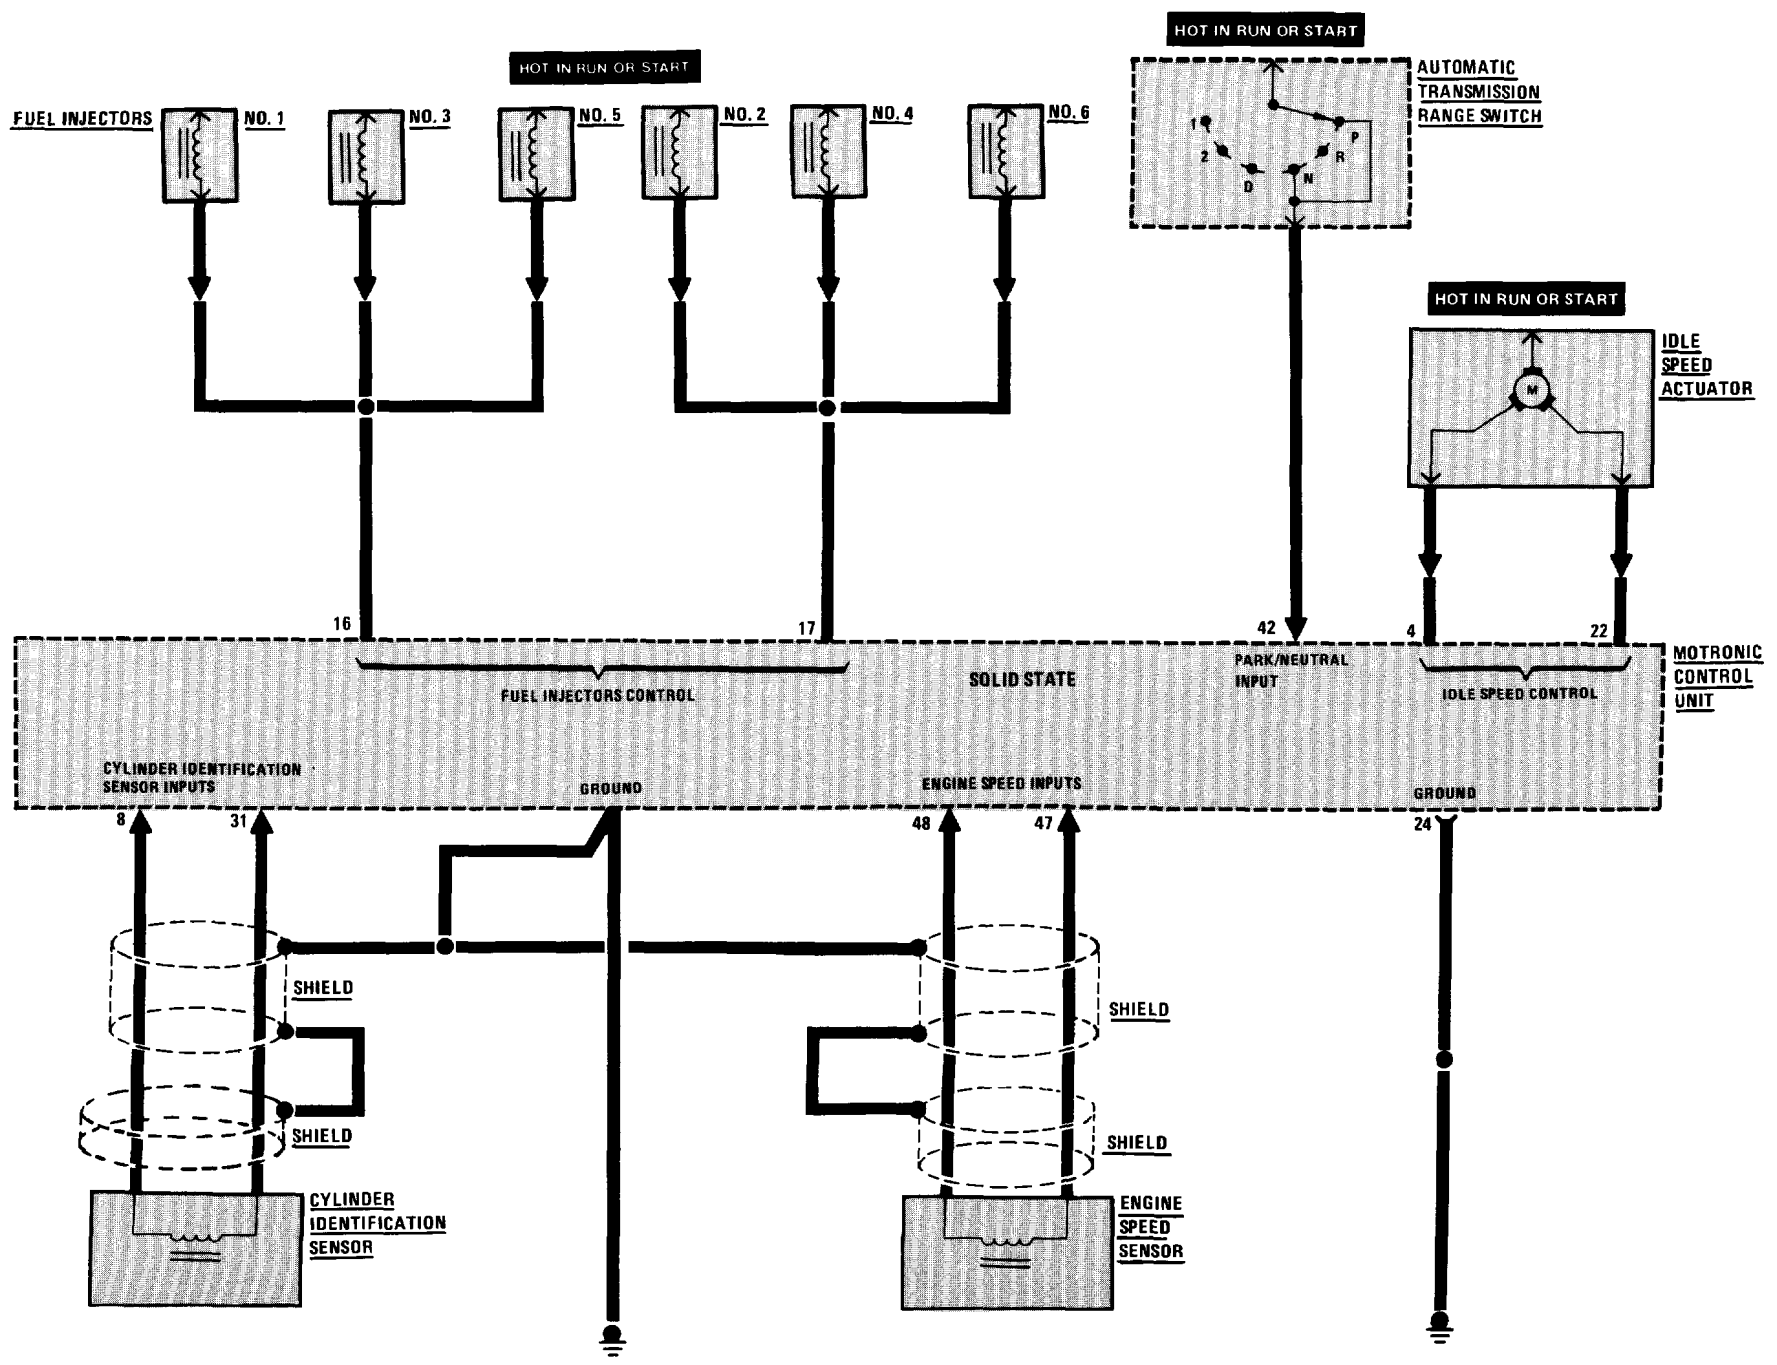 HOT IN RUN OR START
HOT IN RUN OR START
AUTOMATIC
TRANSMISSION
RANGE SWITCH
FUEL INJECTORS
NO. 1
NO. 3
NO. 5
NO. 2
NO. 4
NO. 6
1
2
D
N
R
P
HOT IN RUN OR START
IDLE
SPEED
ACTUATOR
M
16
17
42
4
22
PARK/NEUTRAL
INPUT
SOLID STATE
FUEL INJECTORS CONTROL
IDLE SPEED CONTROL
MOTRONIC
CONTROL
UNIT
CYLINDER IDENTIFICATION
SENSOR INPUTS
GROUND
ENGINE SPEED INPUTS
GROUND
8
31
48
47
24
SHIELD
SHIELD
SHIELD
SHIELD
CYLINDER
IDENTIFICATION
SENSOR
ENGINE
SPEED
SENSOR